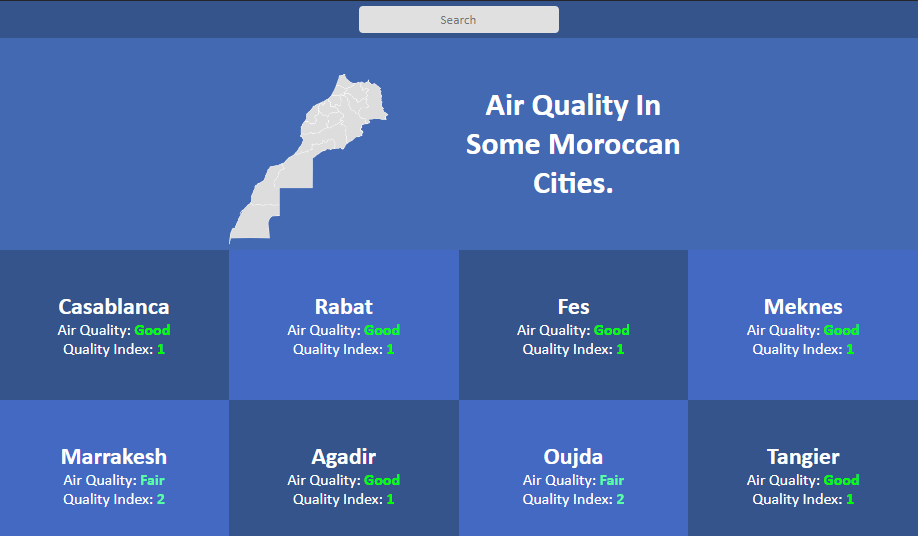 Search
Air Quality In
Some Moroccan
Cities.
Casablanca
Air Quality: Good
Quality Index: 1
Rabat
Air Quality: Good
Quality Index: 1
Fes
Air Quality: Good
Quality Index: 1
Meknes
Air Quality: Good
Quality Index: 1
Marrakesh
Air Quality: Fair
Quality Index: 2
Agadir
Air Quality: Good
Quality Index: 1
Oujda
Air Quality: Fair
Quality Index: 2
Tangier
Air Quality: Good
Quality Index: 1